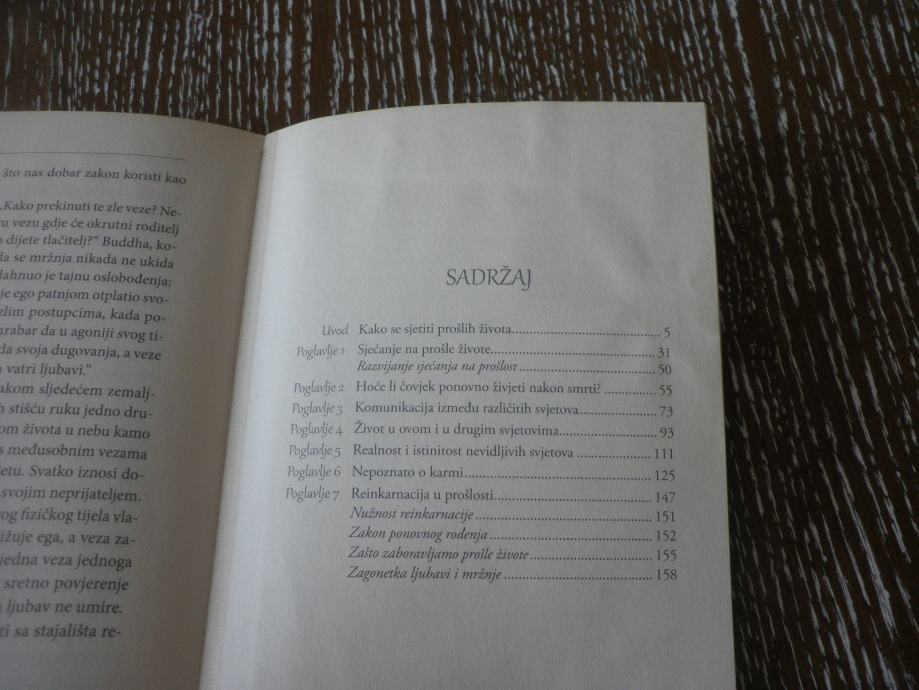 što nas dobar zakon koristi kao
„Kako prekinuti te zle veze? Ne-
vezu gdje će okrutni roditelj
dijete tlačitelj?“ Buddha, ko-
da se mržnja nikada ne ukida
dahnuo je tajnu oslobođenja:
je ego patnjom otplatio svo-
zlim postupcima, kada po-
hrabar da u agoniji svog ti-
da svoja dugovanja, a veze
vatri ljubavi.”
akom sljedećem zemalj-
h stišću ruku jedno dru-
om života u nebu kamo
s međusobnim vezama
etu. Svatko iznosi do-
svojim neprijateljem.
og fizičkog tijela vla-
ižuje ega, a veza za-
jedna veza jednoga
sretno povjerenje
ljubav ne umire.
ti sa stajališta re-
SADRŽAJ
Uvod Kako se sjetiti prošlih života 5
Poglavlje 1 Sjećanje na prošle živote 31
Razvijanje sjećanja na prošlost 50
Poglavlje 2 Hoće li čovjek ponovno živjeti nakon smrti? 55
Poglavlje 3 Komunikacija između različitih svjetova 73
Poglavlje 4 Život u ovom i u drugim svjetovima 93
Poglavlje 5 Realnost i istinitost nevidljivih svjetova 111
Poglavlje 6 Nepoznato o karmi 125
Poglavlje 7 Reinkarnacija u prošlosti 147
Nužnost reinkarnacije 151
Zakon ponovnog rođenja 152
Zašto zaboravljamo prošle živote 155
Zagonetka ljubavi i mržnje 158